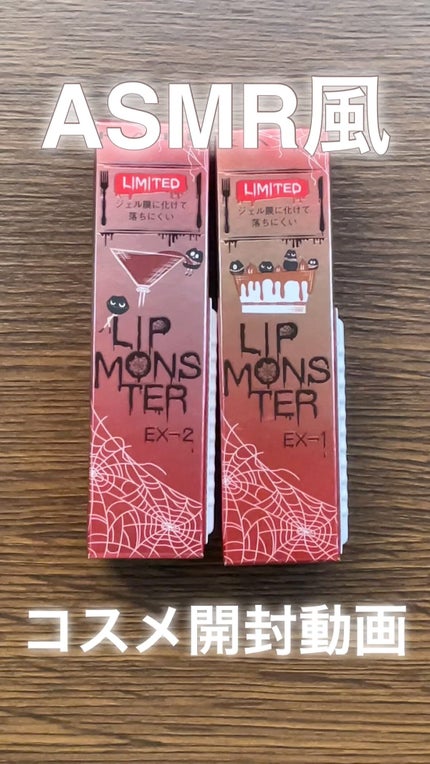 ASMR風
LIMITED
ジェル膜に化けて
落ちにくい
LIP
MONS
TER
EX-2
LIMITED
ジェル膜に化けて
落ちにくい
LIP
MONS
TER
EX-1
コスメ開封動画